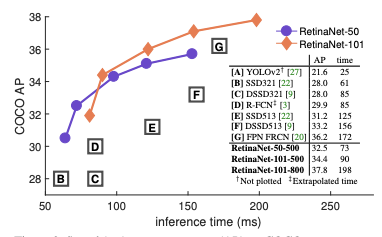 38
36
34
32
30
28
COCO AP
50
100
150
200
250
inference time (ms)
RetinaNet-50
RetinaNet-101
B
C
D
E
F
G
AP time
[A] YOLOv2† [27] 21.6 25
[B] SSD321 [22] 28.0 61
[C] DSSD321 [9] 28.0 85
[D] R-FCN‡ [3] 29.9 85
[E] SSD513 [22] 31.2 125
[F] DSSD513 [9] 33.2 156
[G] FPN FRCN [20] 36.2 172
RetinaNet-50-500 32.5 73
RetinaNet-101-500 34.4 90
RetinaNet-101-800 37.8 198
†Not plotted ‡Extrapolated time